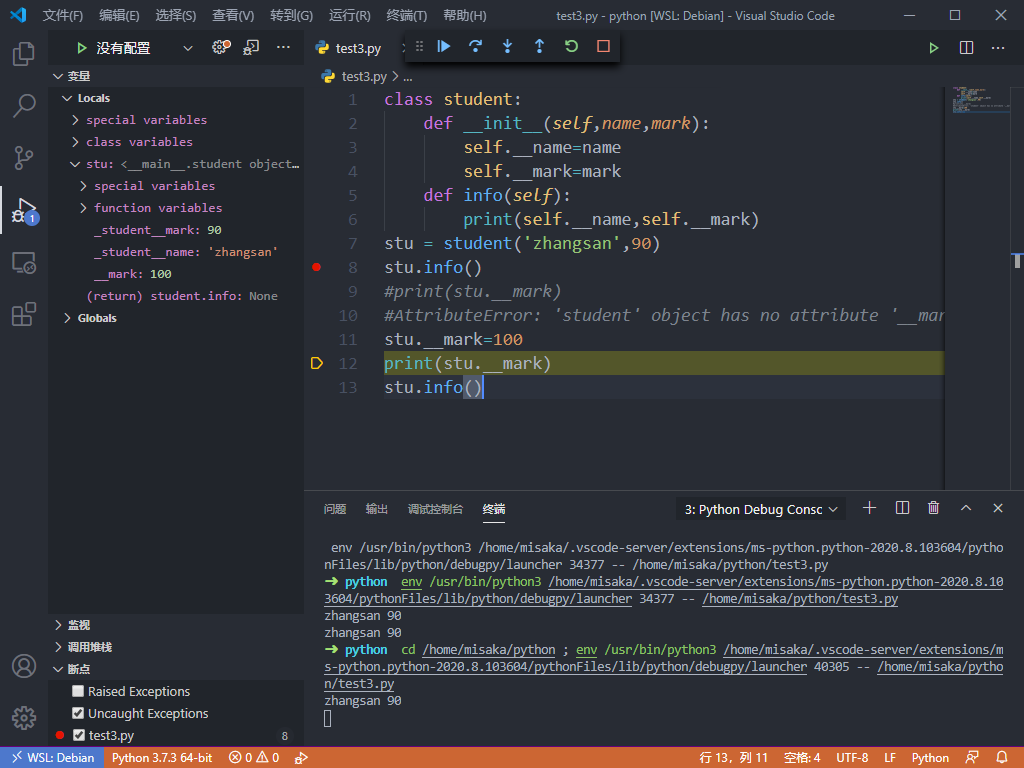 文件(F) 编辑(E) 选择(S) 查看(V) 转到(G) 运行(R) 终端(T) 帮助(H) test3.py - python [WSL: Debian] - Visual Studio Code
没有配置
test3.py
变量
Locals
special variables
class variables
stu: <__main__.student object…
special variables
function variables
_student__mark: 90
_student__name: 'zhangsan'
__mark: 100
(return) student.info: None
Globals
监视
调用堆栈
断点
Raised Exceptions
Uncaught Exceptions
test3.py 8
1
test3.py > ...
1 class student:
2 def __init__(self,name,mark):
3 self.__name=name
4 self.__mark=mark
5 def info(self):
6 print(self.__name,self.__mark)
7 stu = student('zhangsan',90)
8 stu.info()
9 #print(stu.__mark)
10 #AttributeError: 'student' object has no attribute '__mar
11 stu.__mark=100
12 print(stu.__mark)
13 stu.info()
问题 输出 调试控制台 终端 3: Python Debug Consc
env /usr/bin/python3 /home/misaka/.vscode-server/extensions/ms-python.python-2020.8.103604/pytho
nFiles/lib/python/debugpy/launcher 34377 -- /home/misaka/python/test3.py
➜ python env /usr/bin/python3 /home/misaka/.vscode-server/extensions/ms-python.python-2020.8.10
3604/pythonFiles/lib/python/debugpy/launcher 34377 -- /home/misaka/python/test3.py
zhangsan 90
zhangsan 90
➜ python cd /home/misaka/python ; env /usr/bin/python3 /home/misaka/.vscode-server/extensions/m
s-python.python-2020.8.103604/pythonFiles/lib/python/debugpy/launcher 40305 -- /home/misaka/pytho
n/test3.py
zhangsan 90
WSL: Debian Python 3.7.3 64-bit 0 0 行 13，列 11 空格: 4 UTF-8 LF Python